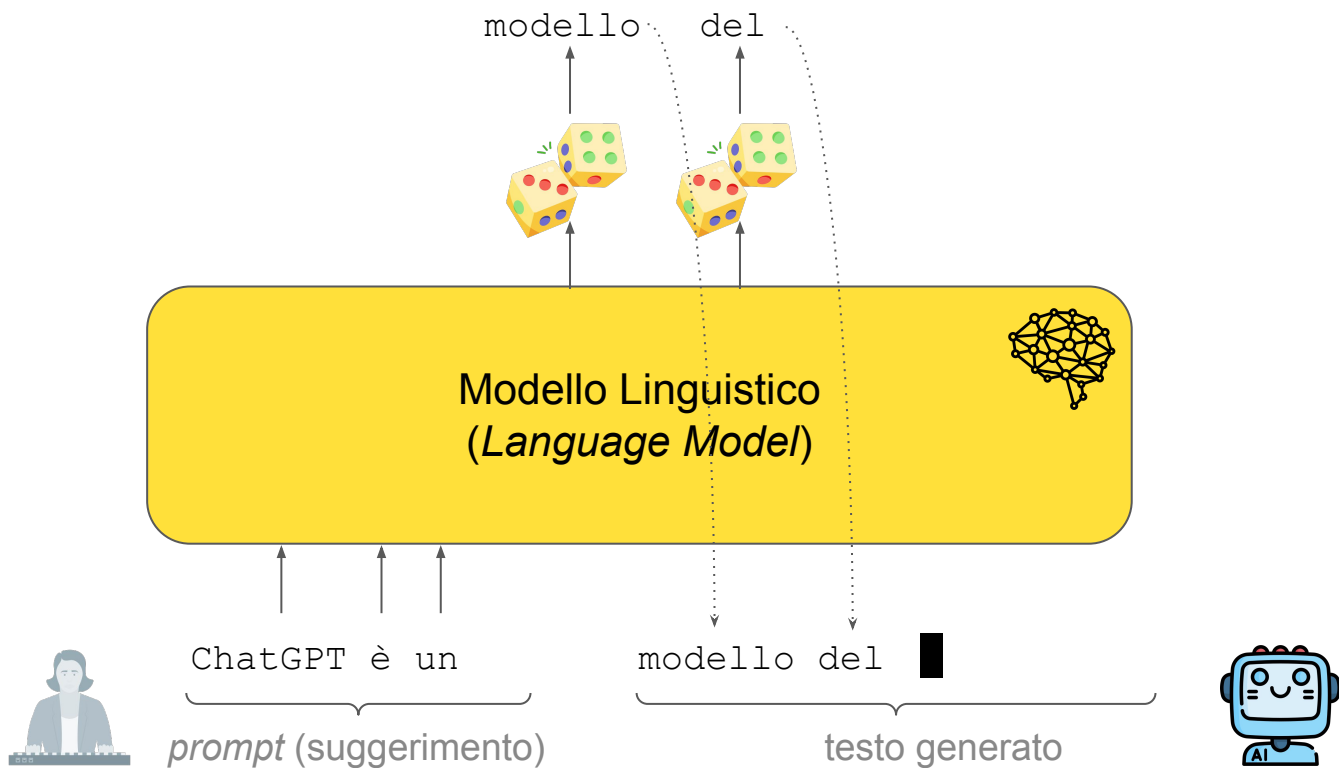 modello del
Modello Linguistico
(Language Model)
ChatGPT è un modello del
prompt (suggerimento) testo generato
AI